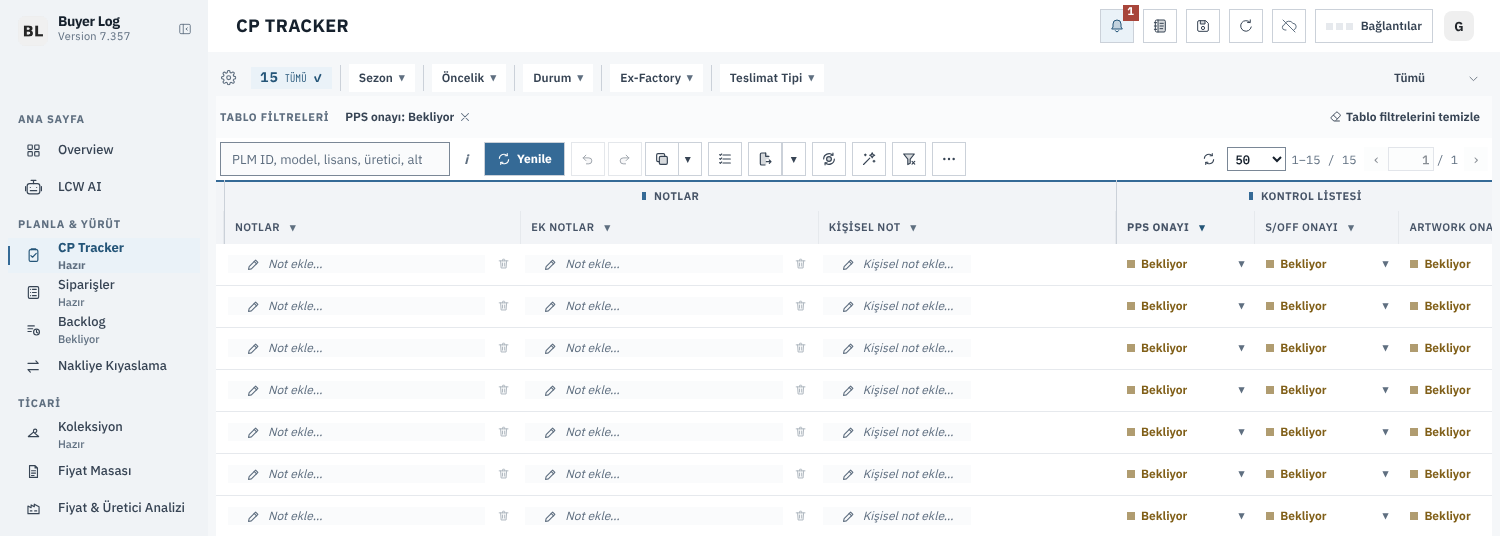 BL
Buyer Log
Version 7.357
CP TRACKER
1
Bağlantılar
G
15 TÜMÜ
Sezon ▼
Öncelik ▼
Durum ▼
Ex-Factory ▼
Teslimat Tipi ▼
Tümü
TABLO FİLTRELERİ
PPS onayı: Bekliyor
Tablo filtrelerini temizle
PLM ID, model, lisans, üretici, alt
i
Yenile
50
1–15 / 15
1 / 1
ANA SAYFA
Overview
LCW AI
PLANLA & YÜRÜT
CP Tracker
Hazır
Siparişler
Hazır
Backlog
Bekliyor
Nakliye Kıyaslama
TİCARİ
Koleksiyon
Hazır
Fiyat Masası
Fiyat & Üretici Analizi
NOTLAR
KONTROL LİSTESİ
NOTLAR ▼ EK NOTLAR ▼ KİŞİSEL NOT ▼ PPS ONAYI ▼ S/OFF ONAYI ▼ ARTWORK ONA
Not ekle... Not ekle... Kişisel not ekle... Bekliyor Bekliyor Bekliyor
Not ekle... Not ekle... Kişisel not ekle... Bekliyor Bekliyor Bekliyor
Not ekle... Not ekle... Kişisel not ekle... Bekliyor Bekliyor Bekliyor
Not ekle... Not ekle... Kişisel not ekle... Bekliyor Bekliyor Bekliyor
Not ekle... Not ekle... Kişisel not ekle... Bekliyor Bekliyor Bekliyor
Not ekle... Not ekle... Kişisel not ekle... Bekliyor Bekliyor Bekliyor
Not ekle... Not ekle... Kişisel not ekle... Bekliyor Bekliyor Bekliyor